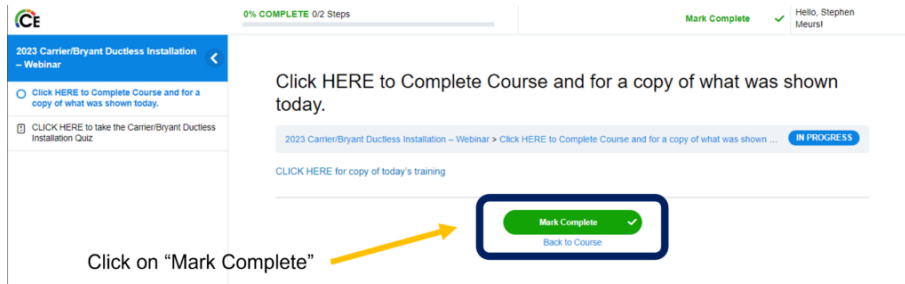 CE
0% COMPLETE 0/2 Steps
Mark Complete
Hello, Stephen
Meurs!
2023 Carrier/Bryant Ductless Installation
– Webinar
Click HERE to Complete Course and for a
copy of what was shown today.
CLICK HERE to take the Carrier/Bryant Ductless
Installation Quiz
Click HERE to Complete Course and for a copy of what was shown
today.
2023 Carrier/Bryant Ductless Installation – Webinar > Click HERE to Complete Course and for a copy of what was shown ...
IN PROGRESS
CLICK HERE for copy of today's training
Mark Complete
Back to Course
Click on “Mark Complete”